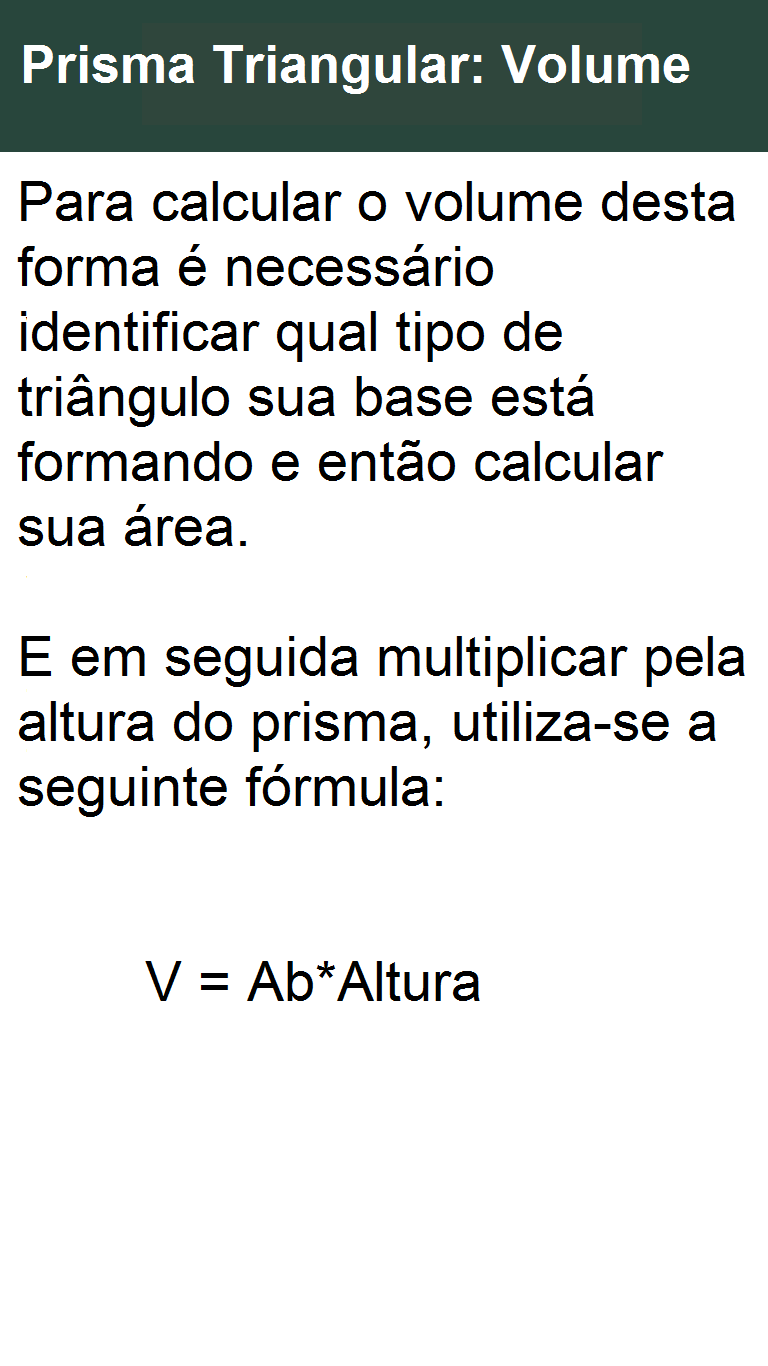 Prisma Triangular: Volume
Para calcular o volume desta
forma é necessário
identificar qual tipo de
triângulo sua base está
formando e então calcular
sua área.
E em seguida multiplicar pela
altura do prisma, utiliza-se a
seguinte fórmula:
V = Ab*Altura